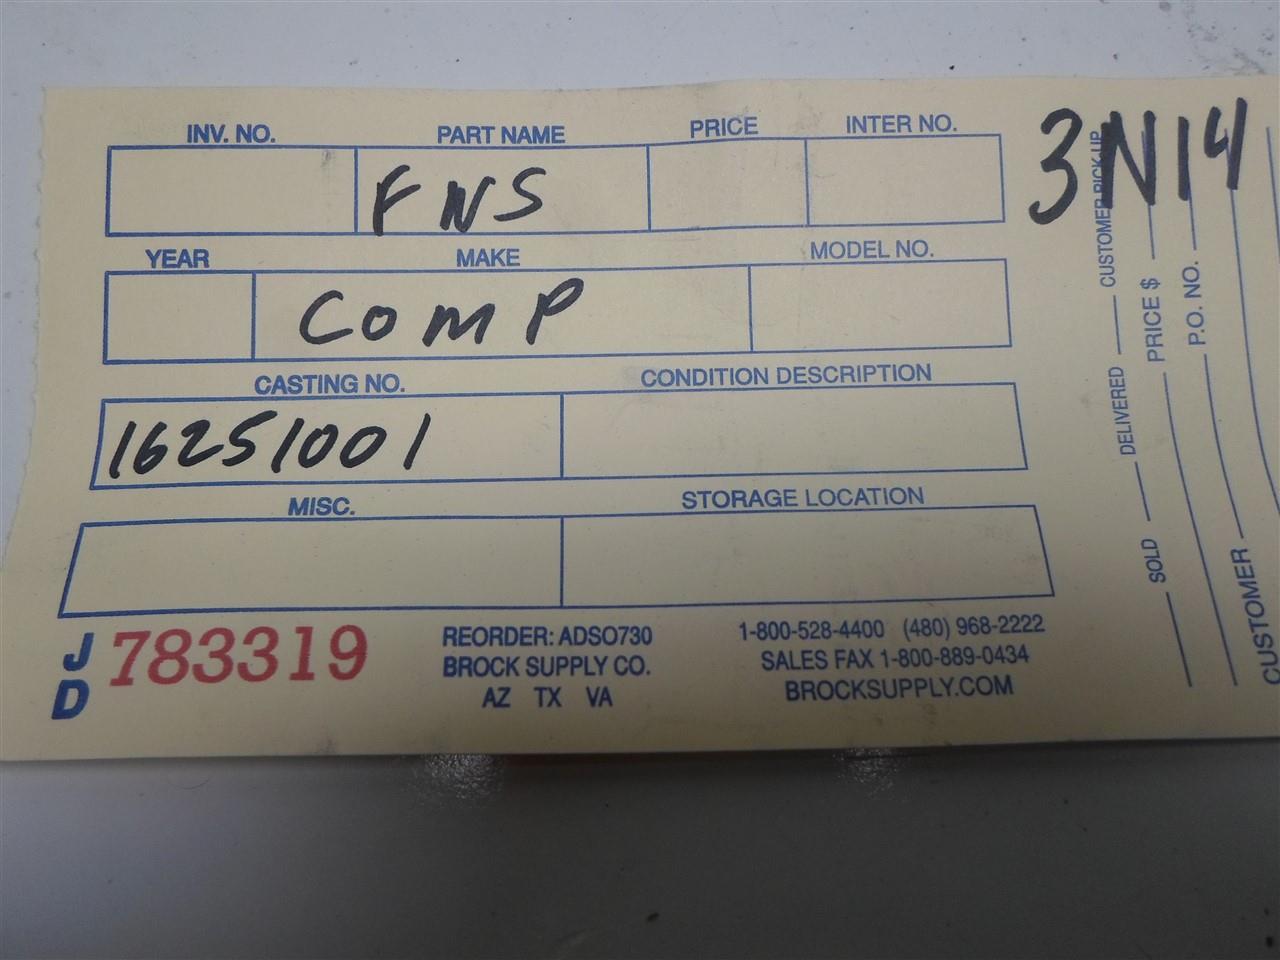 INV. NO. PART NAME PRICE INTER NO.
FNS
3N14
YEAR MAKE MODEL NO.
COMP
CASTING NO. CONDITION DESCRIPTION
16251001
MISC. STORAGE LOCATION
JD 783319
REORDER: ADSO730
BROCK SUPPLY CO.
AZ TX VA
1-800-528-4400 (480) 968-2222
SALES FAX 1-800-889-0434
BROCKSUPPLY.COM
SOLD DELIVERED CUSTOMER PICK-UP
PRICE $
P.O. NO.
CUSTOMER